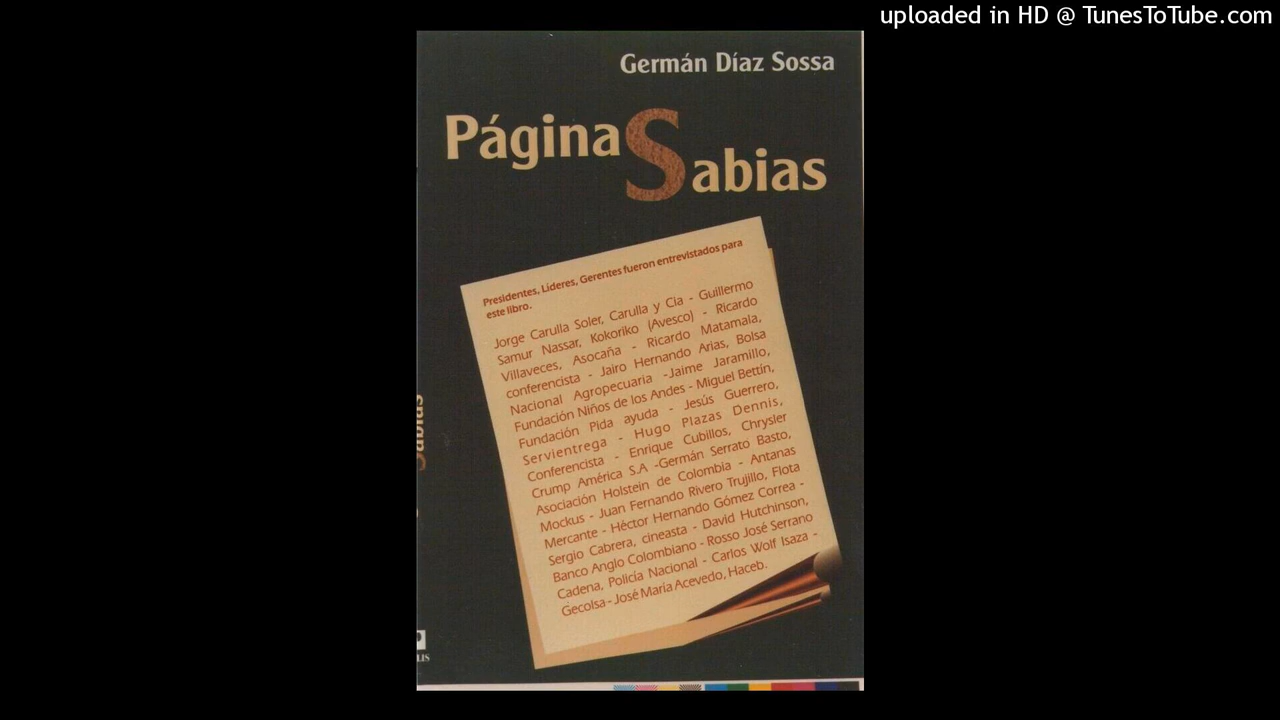 uploaded in HD @ TunesToTube.com
Germán Díaz Sossa
PáginaS
abias
Presidentes, Lideres, Gerentes fueron entrevistados para
este libro.
Jorge Carulla Soler, Carulla y Cia - Guillermo
Samur Nassar, Kokoriko (Avesco) - Ricardo
Villaveces, Asocaña - Ricardo Matamala,
conferencista - Jairo Hernando Arias, Bolsa
Nacional Agropecuaria -Jaime Jaramillo,
Fundación Niños de los Andes - Miguel Bettín,
Fundación Pida ayuda - Jesús Guerrero,
Servientrega - Hugo Plazas Dennis,
Conferencista - Enrique Cubillos, Chrysler
Crump América S.A -Germán Serrato Basto,
Asociación Holstein de Colombia - Antanas
Mockus - Juan Fernando Rivero Trujillo, Flota
Mercante - Héctor Hernando Gómez Correa -
Sergio Cabrera, cineasta - David Hutchinson,
Banco Anglo Colombiano - Rosso José Serrano
Cadena, Policía Nacional - Carlos Wolf Isaza -
Gecolsa - José Maria Acevedo, Haceb.
abias
LIS